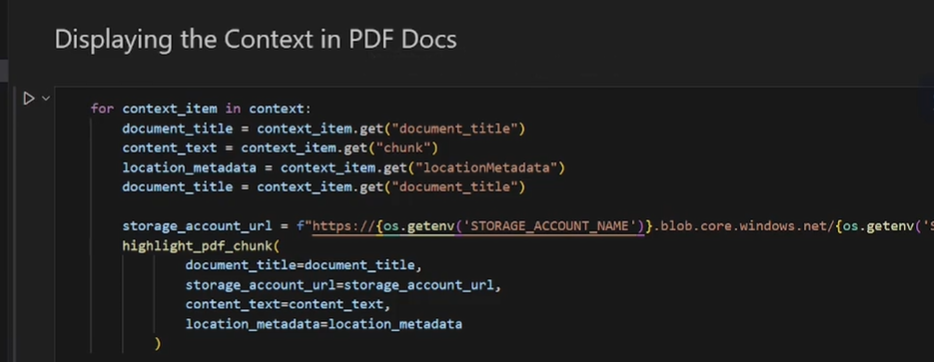 Displaying the Context in PDF Docs
for context_item in context:
document_title = context_item.get("document_title")
content_text = context_item.get("chunk")
location_metadata = context_item.get("locationMetadata")
document_title = context_item.get("document_title")
storage_account_url = f"https://{os.getenv('STORAGE_ACCOUNT_NAME')}.blob.core.windows.net/{os.getenv('S
highlight_pdf_chunk(
document_title=document_title,
storage_account_url=storage_account_url,
content_text=content_text,
location_metadata=location_metadata
)